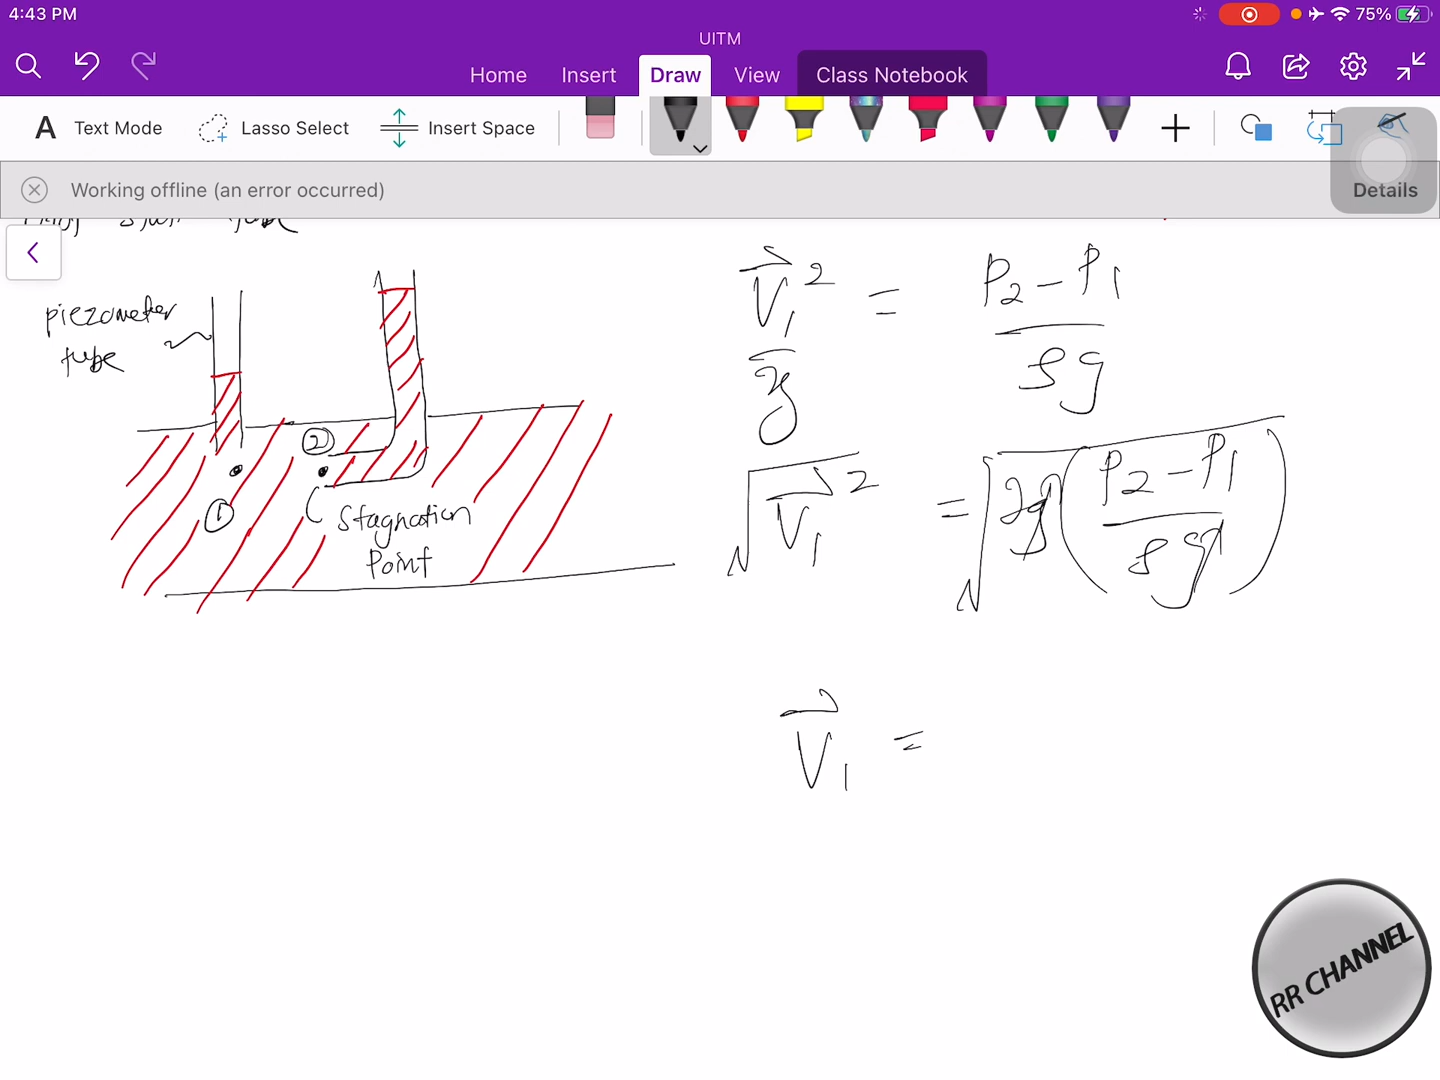 4:43 PM
75%
UITM
Home Insert Draw View Class Notebook
Text Mode Lasso Select Insert Space
Working offline (an error occurred)
Details
tube
piezometer
tube
②
①
Stagnation
Point
V₁² / 2g = P₂ - P₁ / ρg
√V₁² = √2g (P₂ - P₁ / ρg)
V₁ =
RR CHANNEL